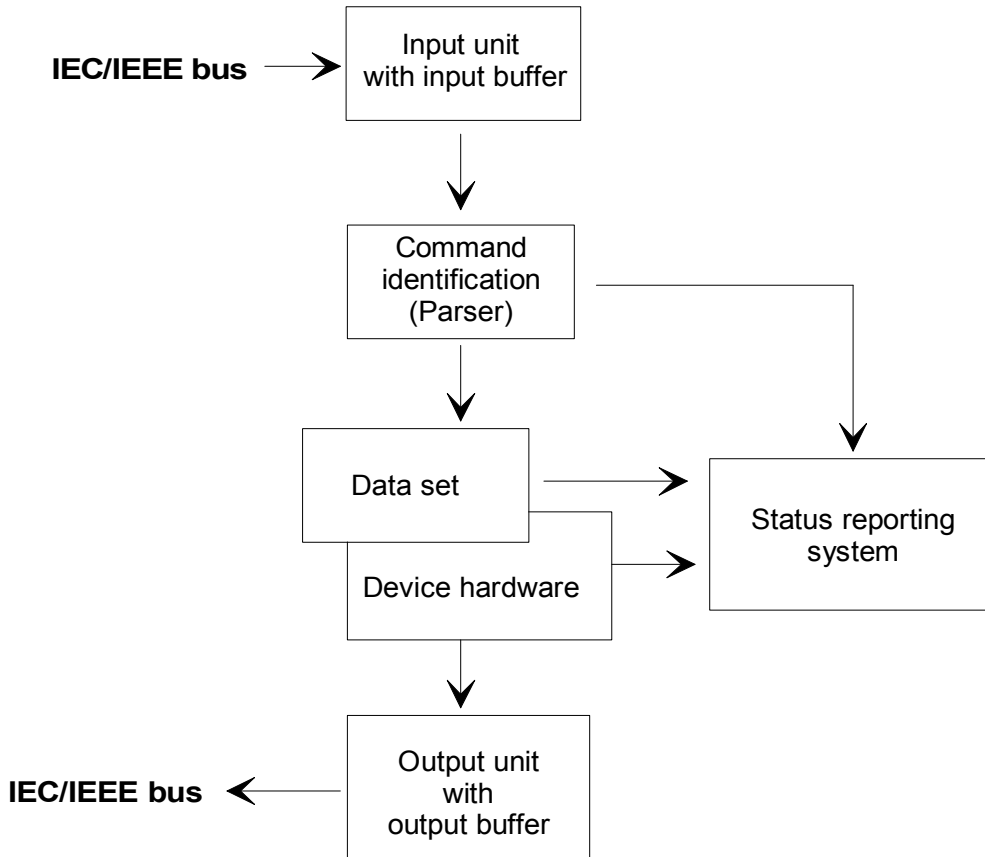 Input unit
with input buffer
IEC/IEEE bus
Command
identification
(Parser)
Data set
Status reporting
system
Device hardware
Output unit
with
output buffer
IEC/IEEE bus